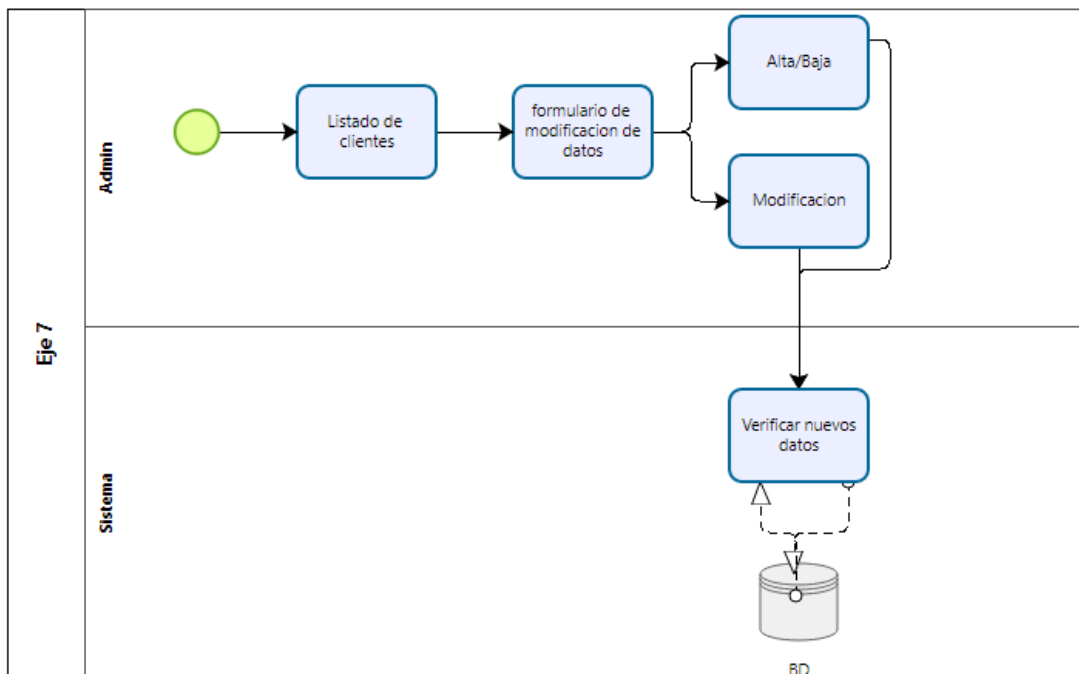 Eje 7
Admin
Listado de
clientes
formulario de
modificacion de
datos
Alta/Baja
Modificacion
Sistema
Verificar nuevos
datos
BD